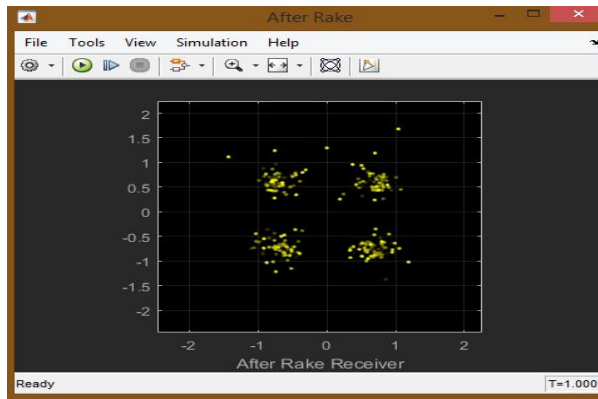 After Rake
File Tools View Simulation Help
2
1.5
1
0.5
0
-0.5
-1
-1.5
-2
-2 -1 0 1 2
After Rake Receiver
Ready T=1.000